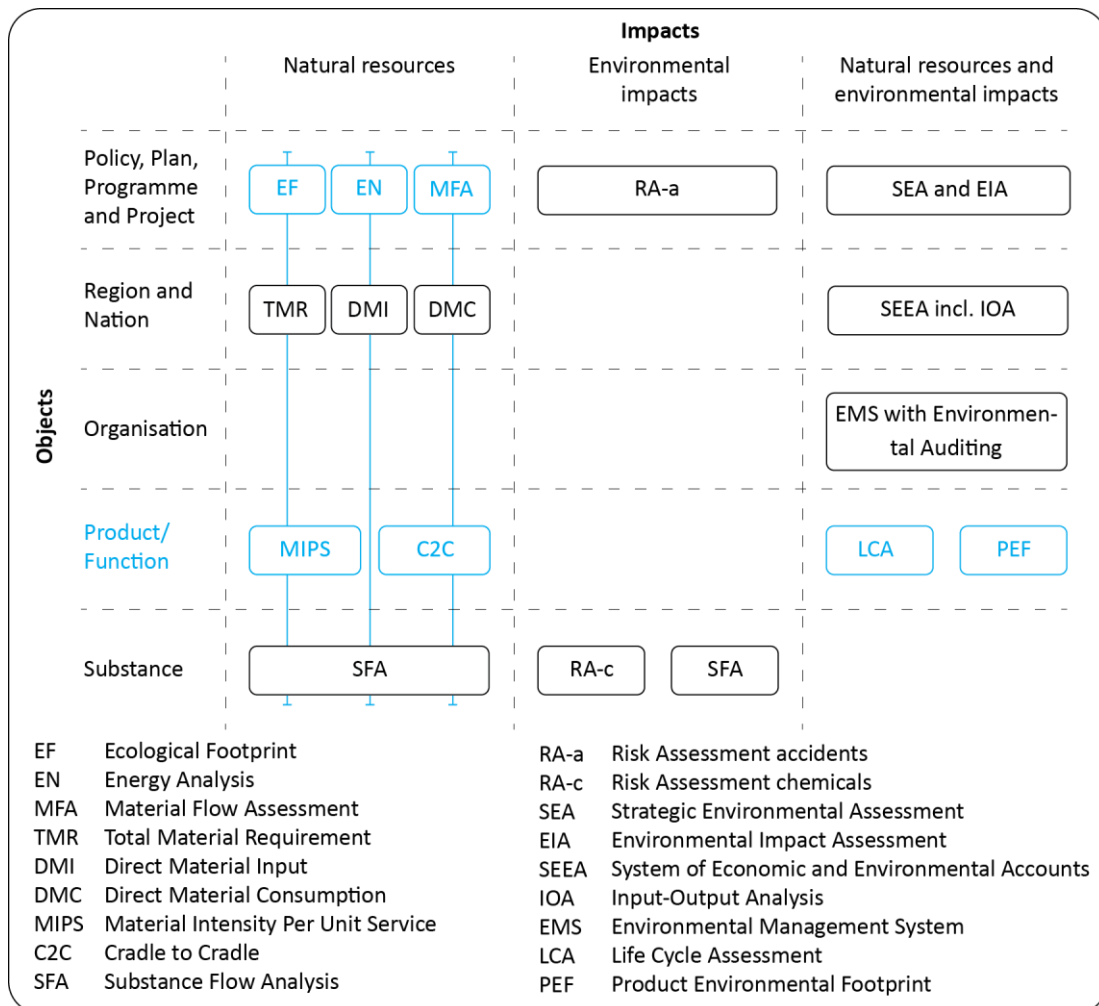 Impacts
Natural resources
Environmental
impacts
Natural resources and
environmental impacts
Objects
Policy, Plan,
Programme
and Project
EF
EN
MFA
RA-a
SEA and EIA
Region and
Nation
TMR
DMI
DMC
SEEA incl. IOA
Organisation
EMS with Environmen-
tal Auditing
Product/
Function
MIPS
C2C
LCA
PEF
Substance
SFA
RA-c
SFA
EF Ecological Footprint
EN Energy Analysis
MFA Material Flow Assessment
TMR Total Material Requirement
DMI Direct Material Input
DMC Direct Material Consumption
MIPS Material Intensity Per Unit Service
C2C Cradle to Cradle
SFA Substance Flow Analysis
RA-a Risk Assessment accidents
RA-c Risk Assessment chemicals
SEA Strategic Environmental Assessment
EIA Environmental Impact Assessment
SEEA System of Economic and Environmental Accounts
IOA Input-Output Analysis
EMS Environmental Management System
LCA Life Cycle Assessment
PEF Product Environmental Footprint